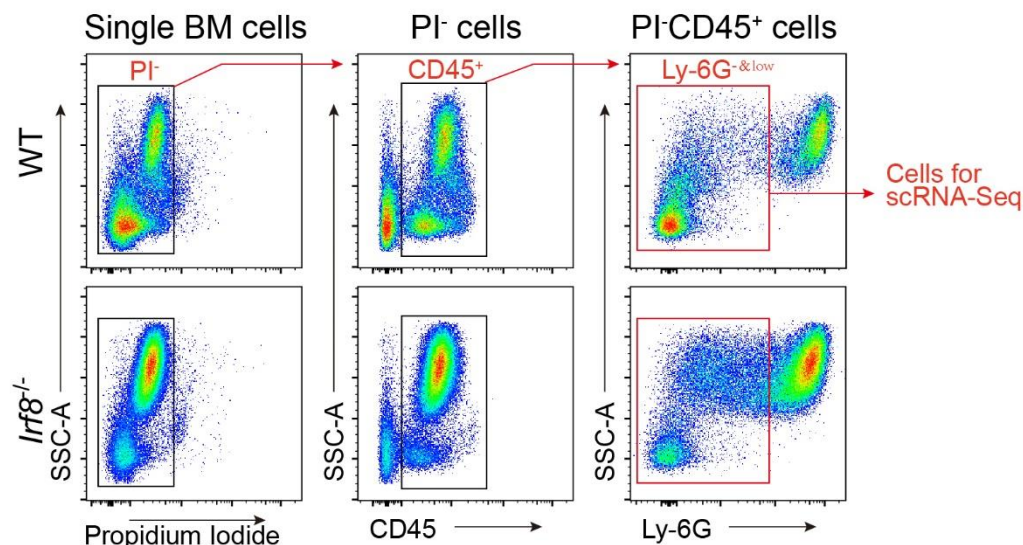 Single BM cells
PI⁻ cells
PI⁻CD45⁺ cells
PI⁻
CD45⁺
Ly-6G⁻&ˡᵒʷ
WT
SSC-A
SSC-A
Cells for
scRNA-Seq
Irf8⁻/⁻
SSC-A
SSC-A
SSC-A
Propidium Iodide
CD45
Ly-6G